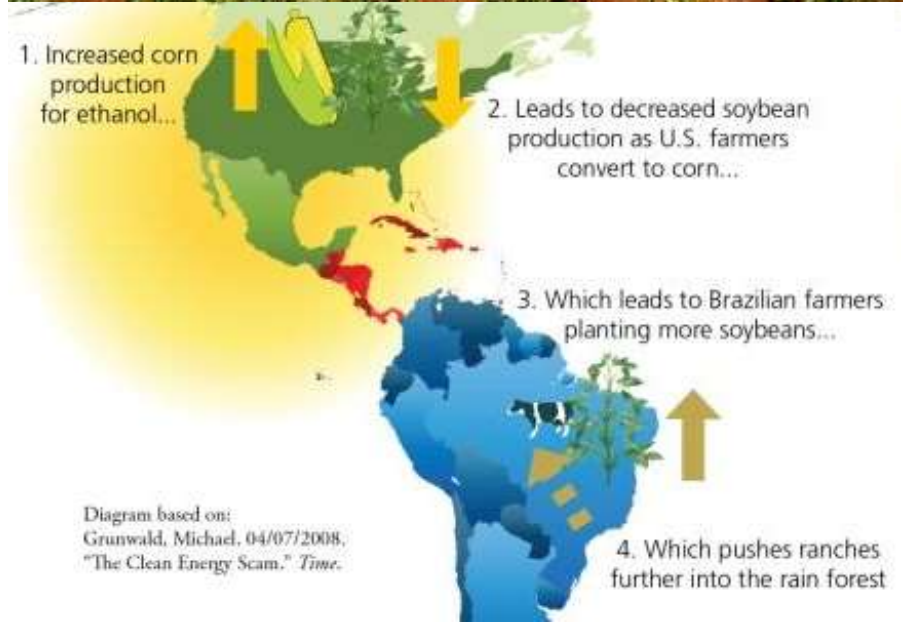 1. Increased corn
production
for ethanol...
2. Leads to decreased soybean
production as U.S. farmers
convert to corn...
3. Which leads to Brazilian farmers
planting more soybeans...
4. Which pushes ranches
further into the rain forest
Diagram based on:
Grunwald, Michael. 04/07/2008.
“The Clean Energy Scam.” Time.